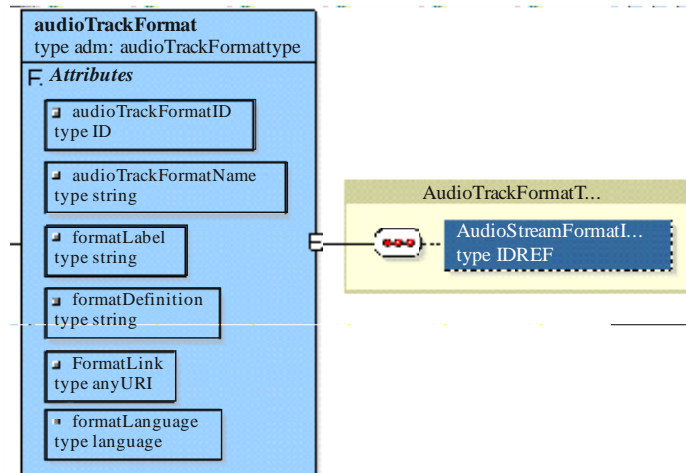 audioTrackFormat
type adm: audioTrackFormattype
F. Attributes
audioTrackFormatID
type ID
audioTrackFormatName
type string
formatLabel
type string
formatDefinition
type string
FormatLink
type anyURI
formatLanguage
type language
AudioTrackFormatT...
AudioStreamFormatI...
type IDREF